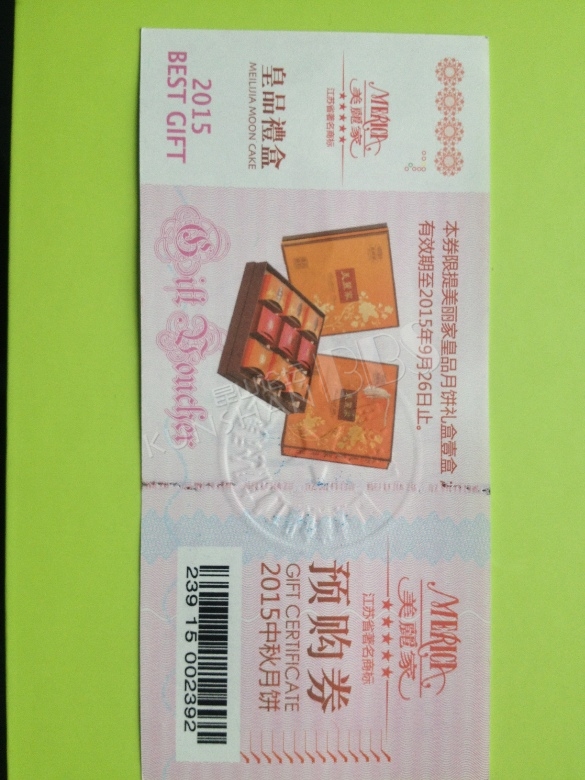 MERICA
美麗家
★★★★★
江苏省著名商标
皇品禮盒
MEILIJIA MOON CAKE
2015
BEST GIFT
本券限提美丽家皇品月饼礼盒壹盒
有效期至2015年9月26日止。
Gift Voucher
MERICA
美麗家
★★★★★
江苏省著名商标
预购券
GIFT CERTIFICATE
2015中秋月饼
239 15 002392